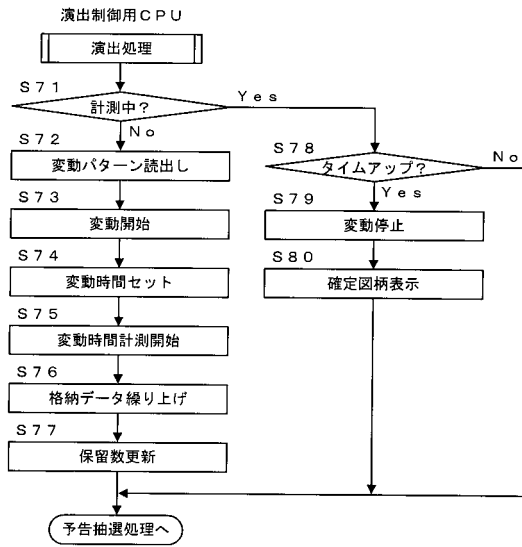 演出制御用CPU
演出処理
S71
計測中?
Yes
No
S72
変動パターン読出し
S73
変動開始
S74
変動時間セット
S75
変動時間計測開始
S76
格納データ繰り上げ
S77
保留数更新
S78
タイムアップ?
No
Yes
S79
変動停止
S80
確定図柄表示
予告抽選処理へ